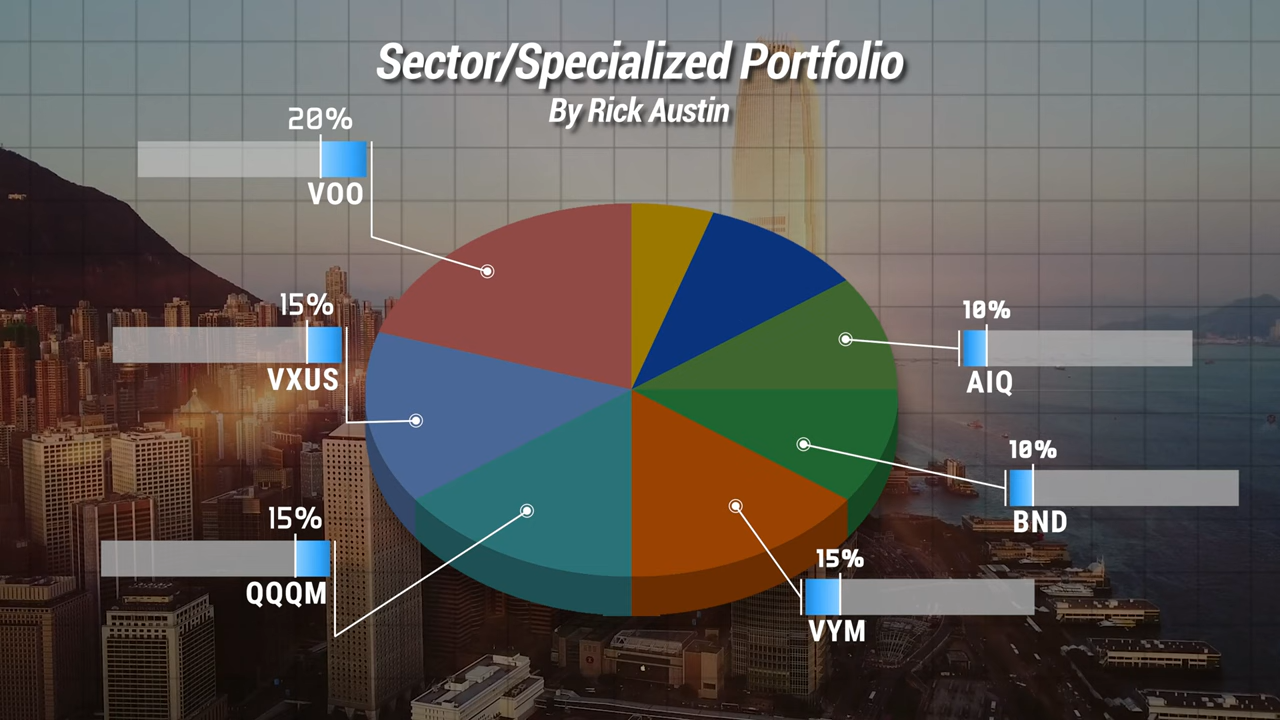 Sector/Specialized Portfolio
By Rick Austin
20%
VOO
15%
VXUS
15%
QQQM
10%
AIQ
10%
BND
15%
VYM